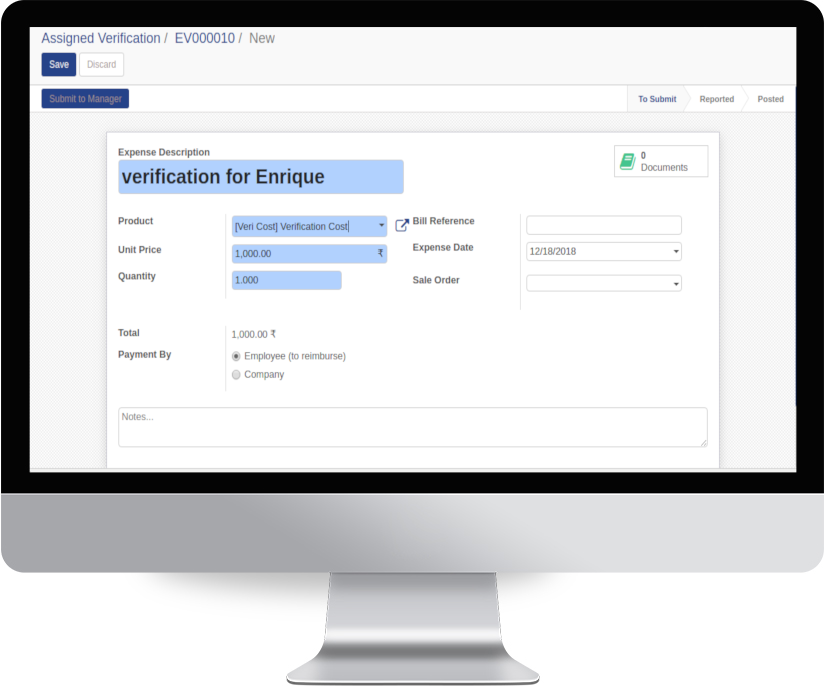 Assigned Verification / EV000010 / New
Save Discard
Submit to Manager To Submit Reported Posted
Expense Description
verification for Enrique
0
Documents
Product [Veri Cost] Verification Cost
Unit Price 1,000.00 ₹
Quantity 1.000
Bill Reference
Expense Date 12/18/2018
Sale Order
Total 1,000.00 ₹
Payment By Employee (to reimburse)
Company
Notes...